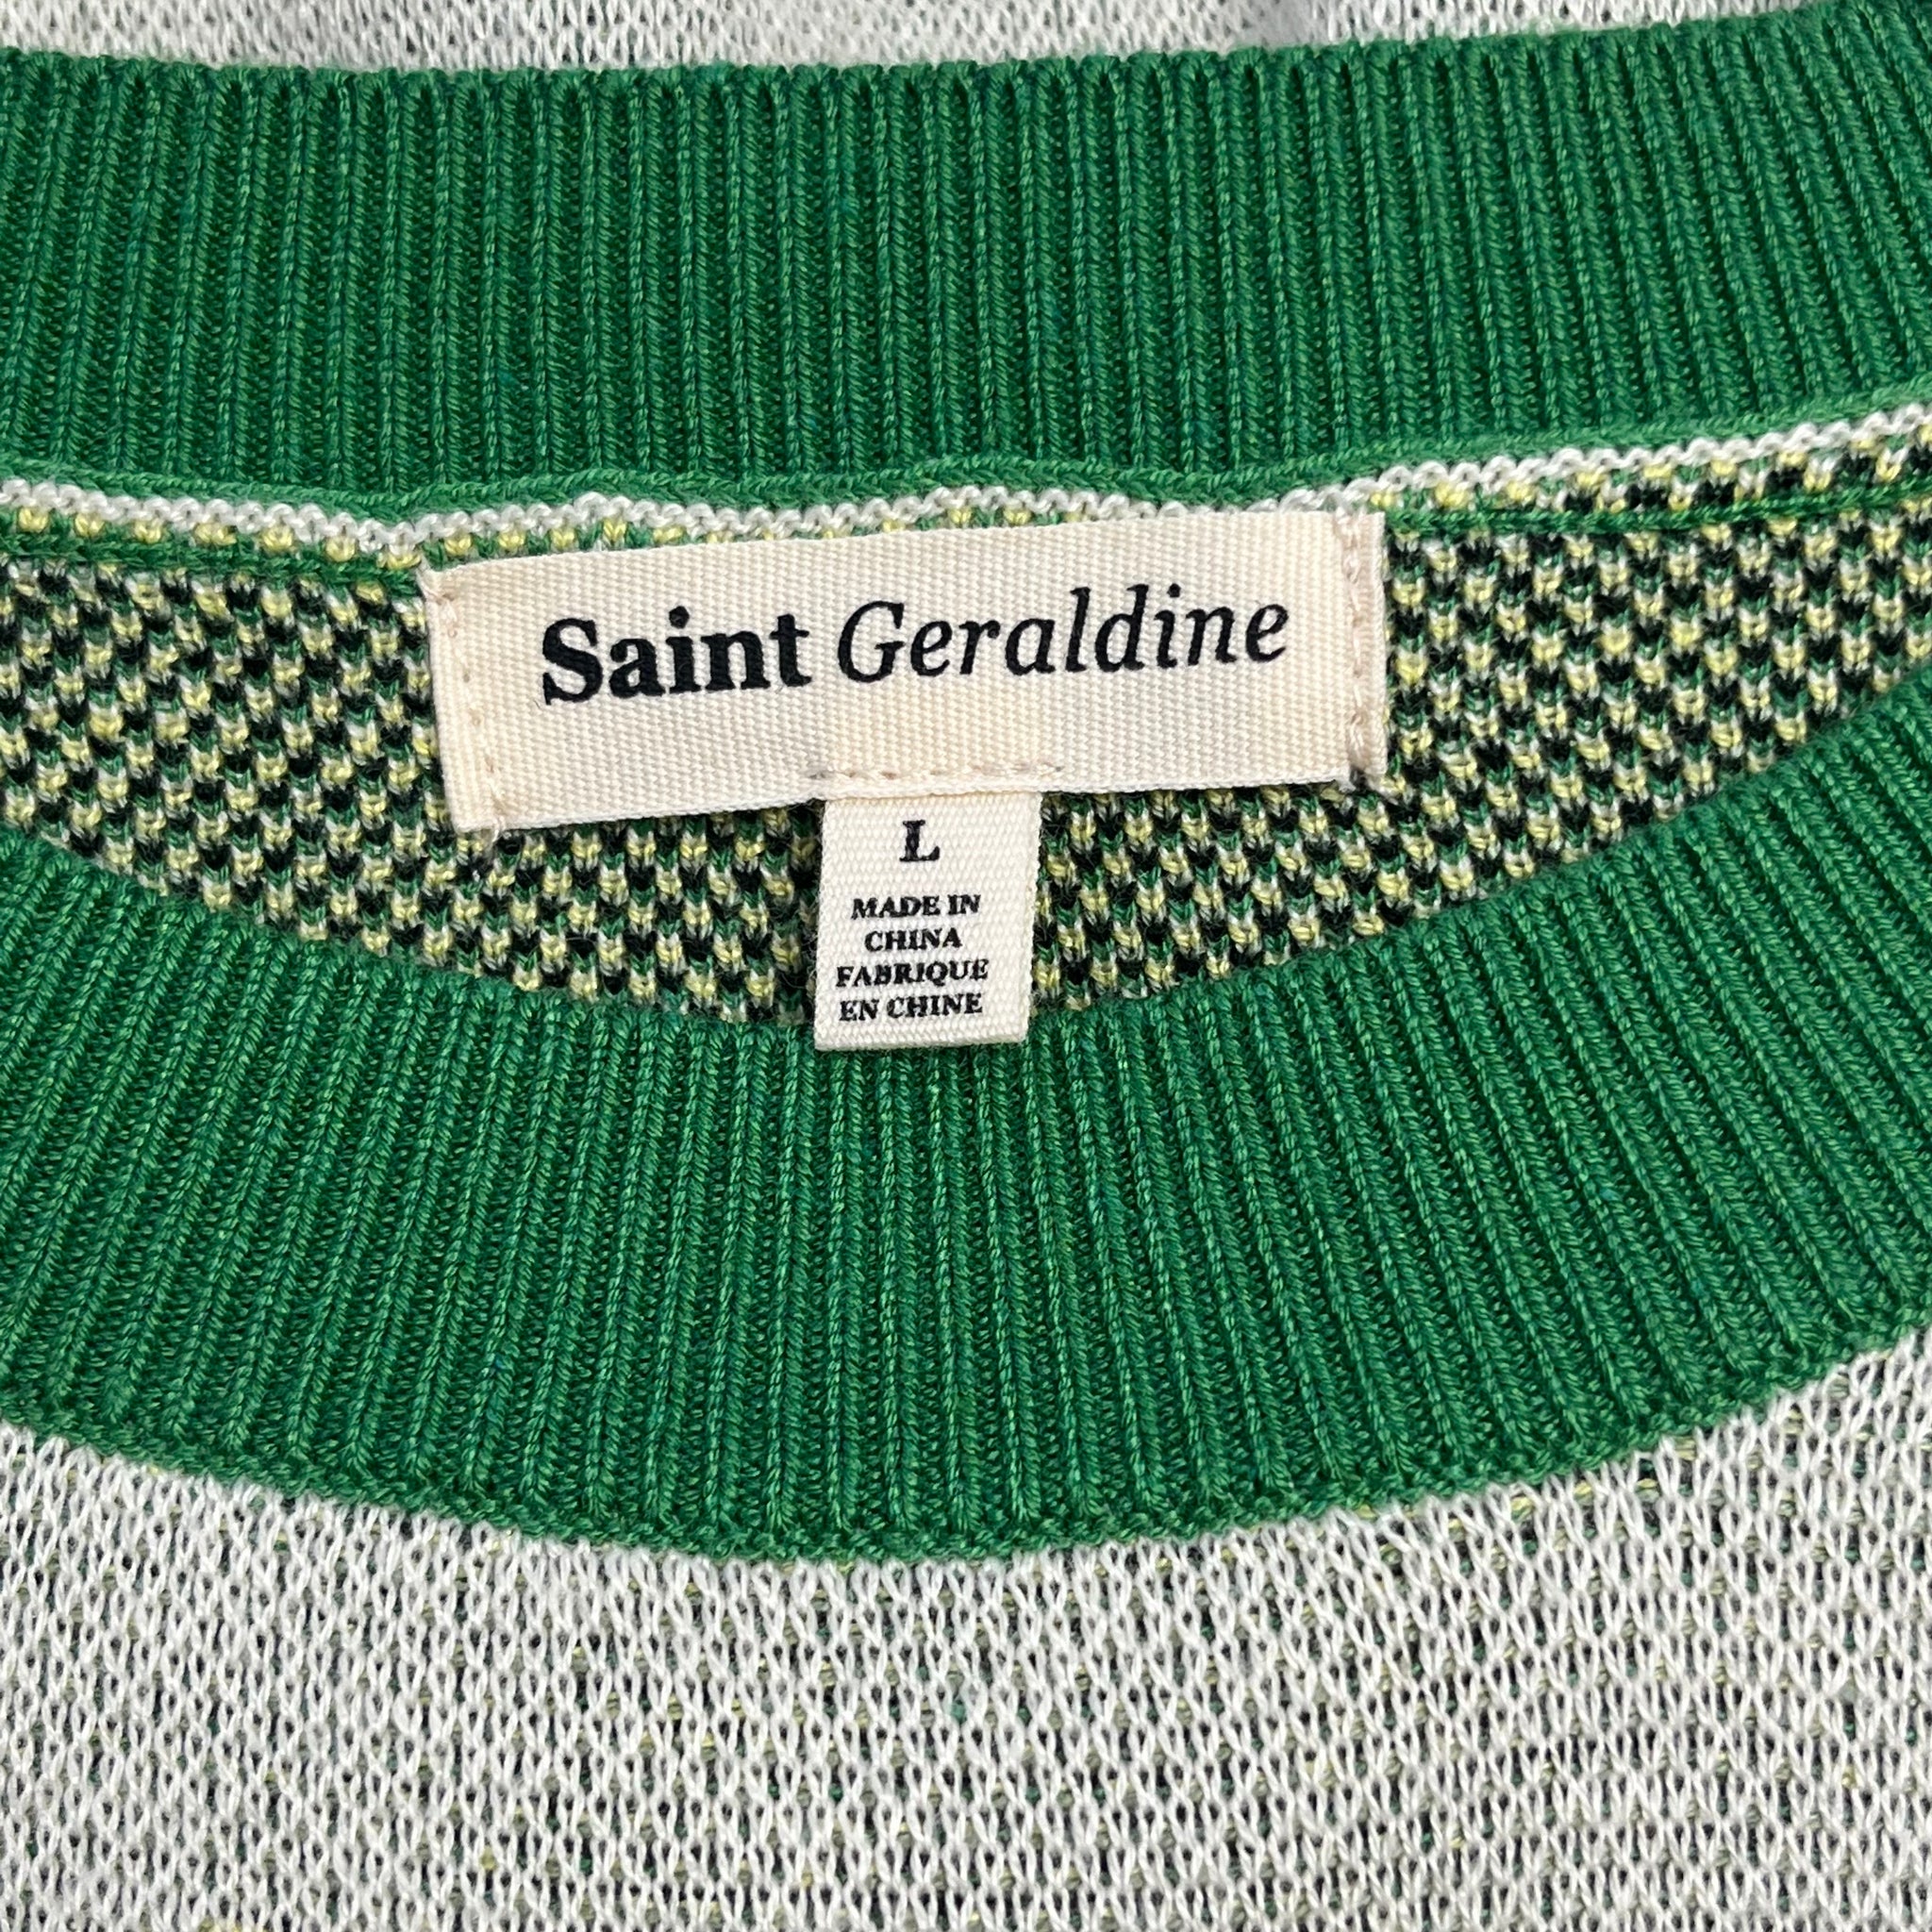 Saint Geraldine
L
MADE IN
CHINA
FABRIQUE
EN CHINE